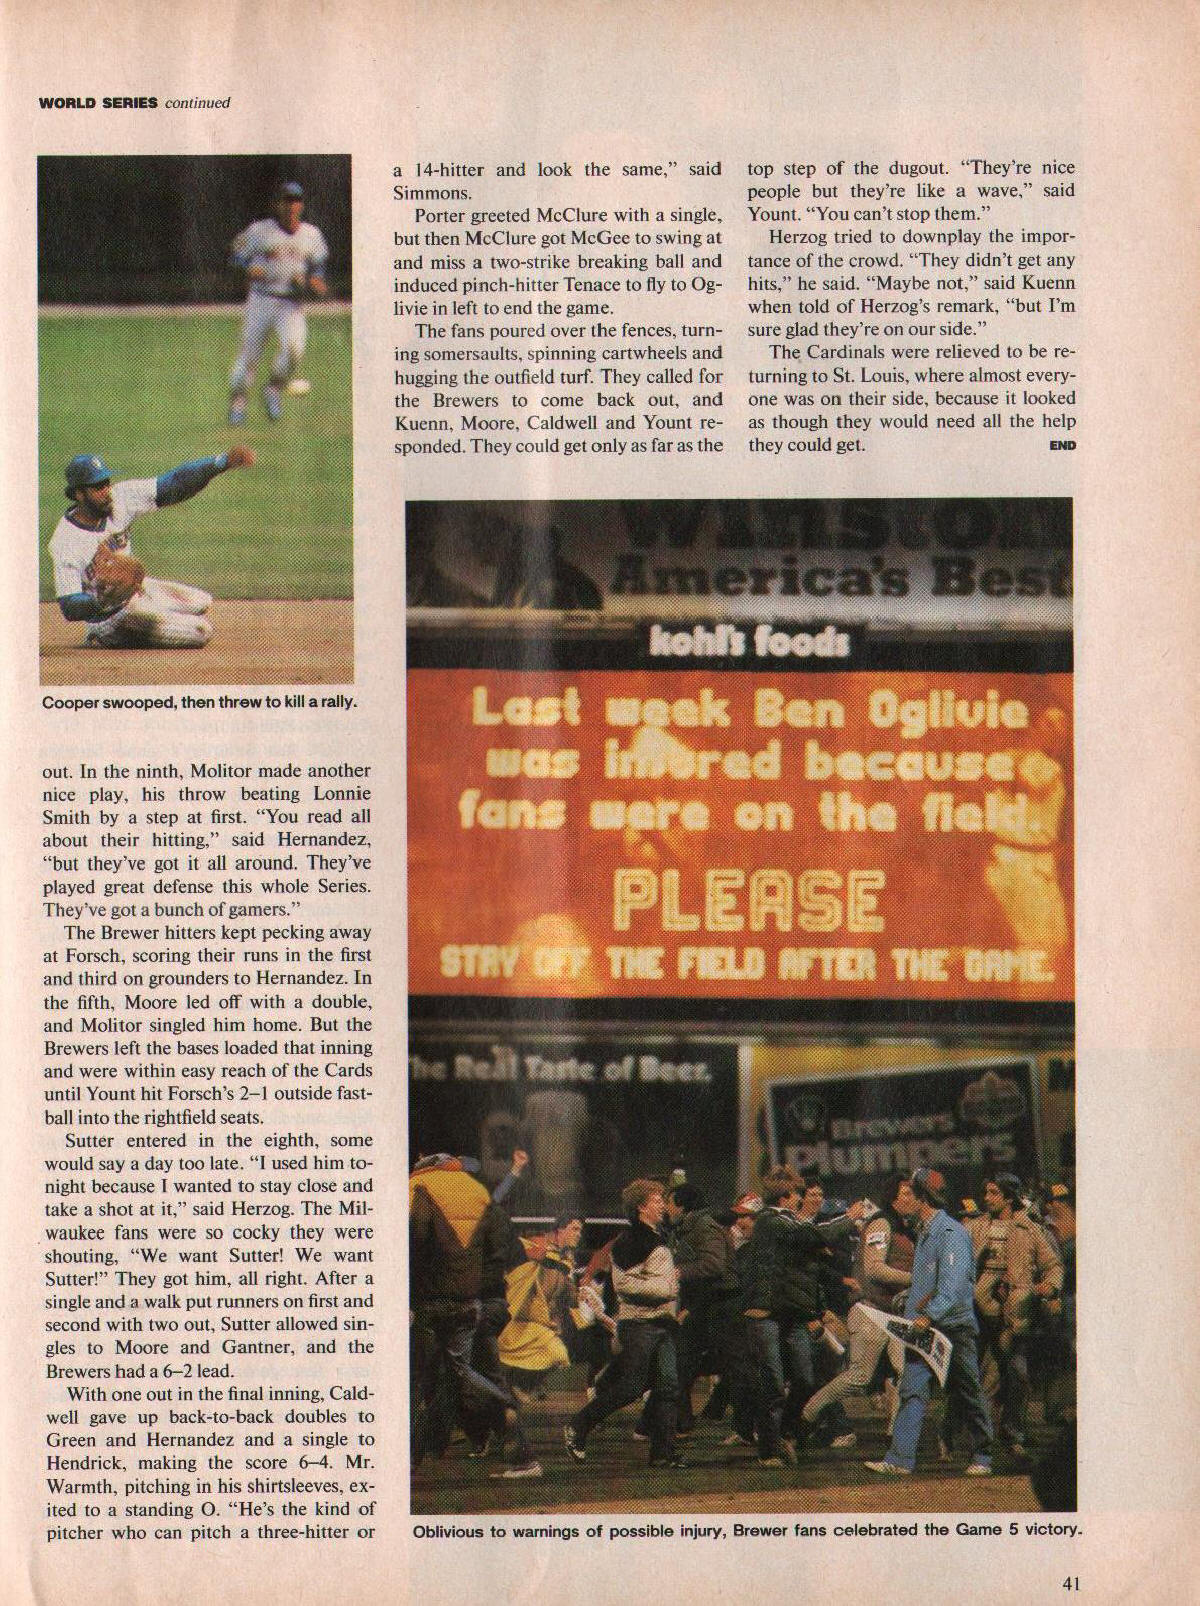 WORLD SERIES continued
Cooper swooped, then threw to kill a rally.
out. In the ninth, Molitor made another
nice play, his throw beating Lonnie
Smith by a step at first. “You read all
about their hitting,” said Hernandez,
“but they’ve got it all around. They’ve
played great defense this whole Series.
They’ve got a bunch of gamers.”
The Brewer hitters kept pecking away
at Forsch, scoring their runs in the first
and third on grounders to Hernandez. In
the fifth, Moore led off with a double,
and Molitor singled him home. But the
Brewers left the bases loaded that inning
and were within easy reach of the Cards
until Yount hit Forsch’s 2–1 outside fast-
ball into the rightfield seats.
Sutter entered in the eighth, some
would say a day too late. “I used him to-
night because I wanted to stay close and
take a shot at it,” said Herzog. The Mil-
waukee fans were so cocky they were
shouting, “We want Sutter! We want
Sutter!” They got him, all right. After a
single and a walk put runners on first and
second with two out, Sutter allowed sin-
gles to Moore and Gantner, and the
Brewers had a 6–2 lead.
With one out in the final inning, Cald-
well gave up back-to-back doubles to
Green and Hernandez and a single to
Hendrick, making the score 6–4. Mr.
Warmth, pitching in his shirtsleeves, ex-
ited to a standing O. “He’s the kind of
pitcher who can pitch a three-hitter or
a 14-hitter and look the same,” said
Simmons.
Porter greeted McClure with a single,
but then McClure got McGee to swing at
and miss a two-strike breaking ball and
induced pinch-hitter Tenace to fly to Og-
livie in left to end the game.
The fans poured over the fences, turn-
ing somersaults, spinning cartwheels and
hugging the outfield turf. They called for
the Brewers to come back out, and
Kuenn, Moore, Caldwell and Yount re-
sponded. They could get only as far as the
top step of the dugout. “They’re nice
people but they’re like a wave,” said
Yount. “You can’t stop them.”
Herzog tried to downplay the impor-
tance of the crowd. “They didn’t get any
hits,” he said. “Maybe not,” said Kuenn
when told of Herzog’s remark, “but I’m
sure glad they’re on our side.”
The Cardinals were relieved to be re-
turning to St. Louis, where almost every-
one was on their side, because it looked
as though they would need all the help
they could get. END
Winston
America's Best
kohl's foods
Last week Ben Oglivie
was injured because
fans were on the field.
PLEASE
STAY OFF THE FIELD AFTER THE GAME.
The Real Taste of Beer.
Brewers
Plumpers
Oblivious to warnings of possible injury, Brewer fans celebrated the Game 5 victory.
41